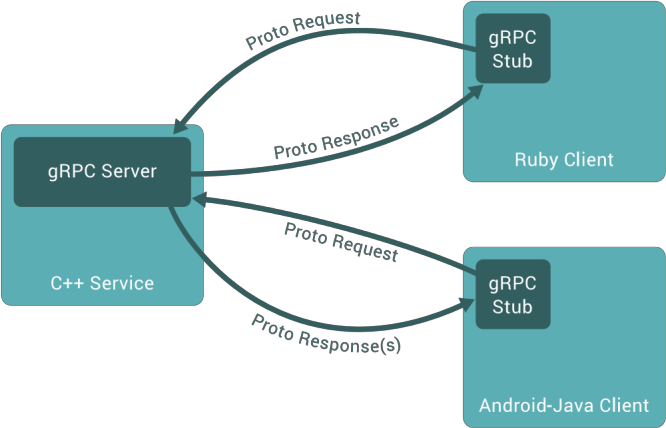 Proto Request
gRPC
Stub
Ruby Client
Proto Response
gRPC Server
C++ Service
Proto Request
gRPC
Stub
Proto Response(s)
Android-Java Client